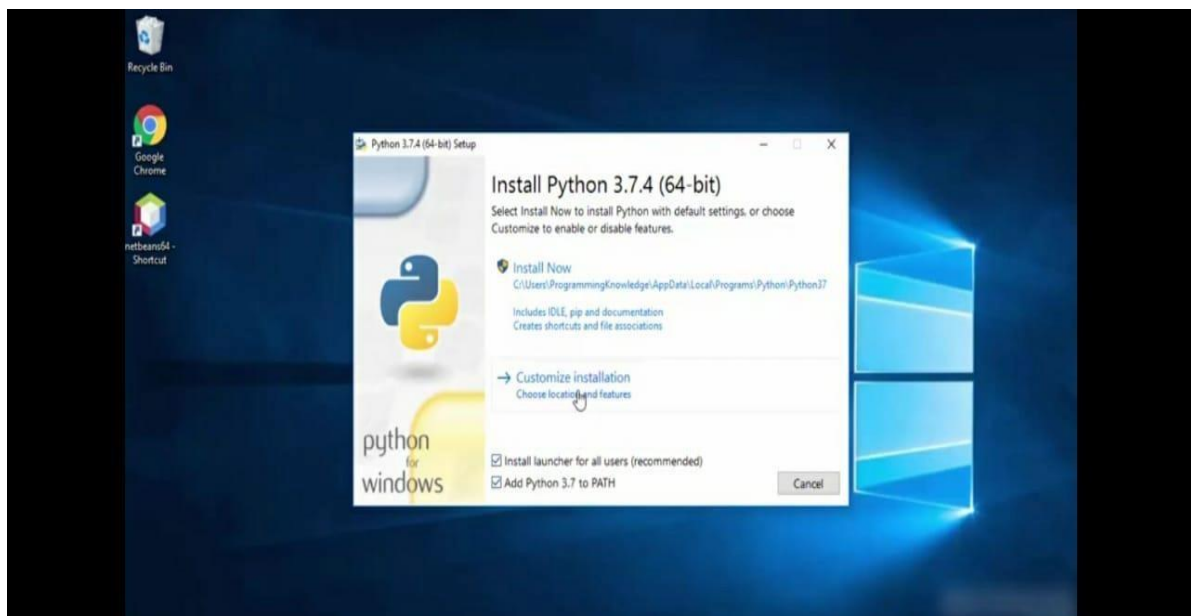 Recycle Bin
Google
Chrome
netbeans64 -
Shortcut
Python 3.7.4 (64-bit) Setup
Install Python 3.7.4 (64-bit)
Select Install Now to install Python with default settings, or choose
Customize to enable or disable features.
Install Now
C:\Users\ProgrammingKnowledge\AppData\Local\Programs\Python\Python37
Includes IDLE, pip and documentation
Creates shortcuts and file associations
Customize installation
Choose location and features
python
for
windows
Install launcher for all users (recommended)
Add Python 3.7 to PATH
Cancel